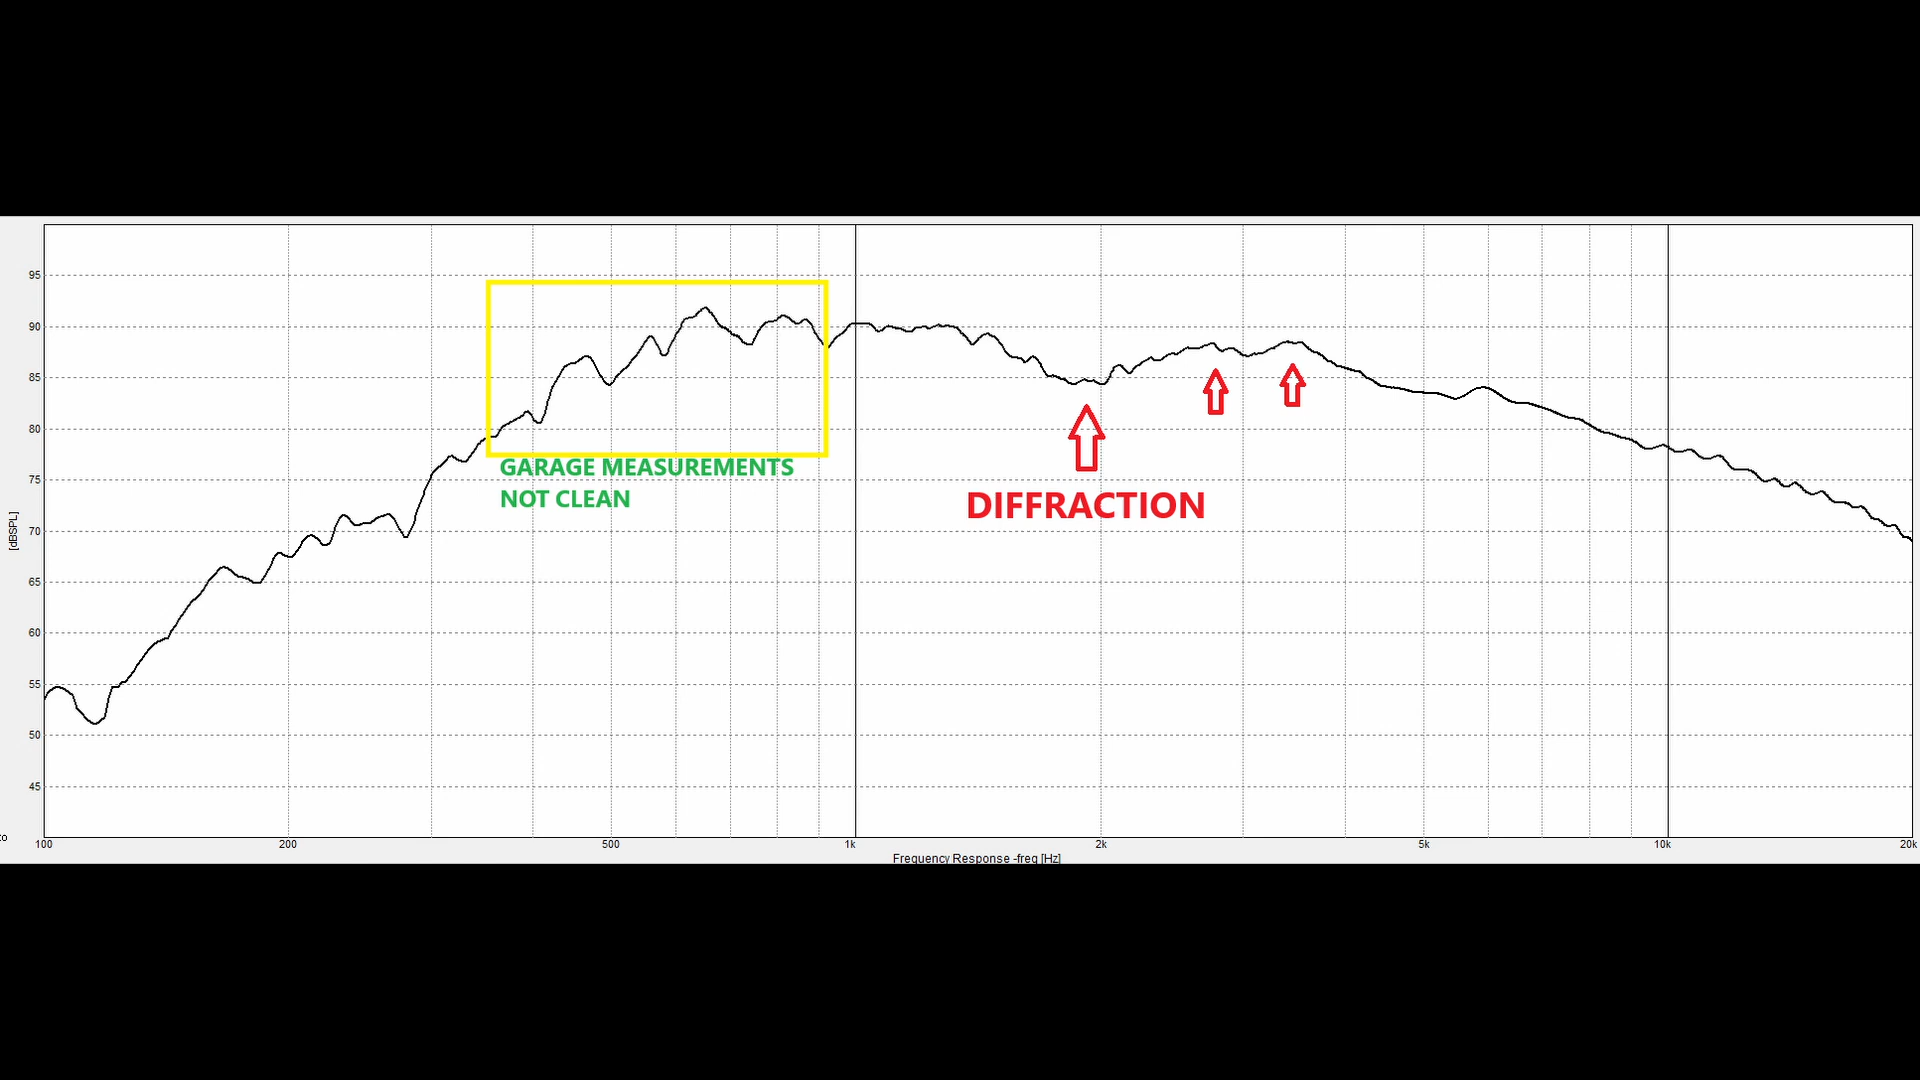 95
90
85
80
75
70
65
60
55
50
45
[dBSPL]
GARAGE MEASUREMENTS
NOT CLEAN
DIFFRACTION
to
100 200 500 1k 2k 5k 10k 20k
Frequency Response -freq [Hz]